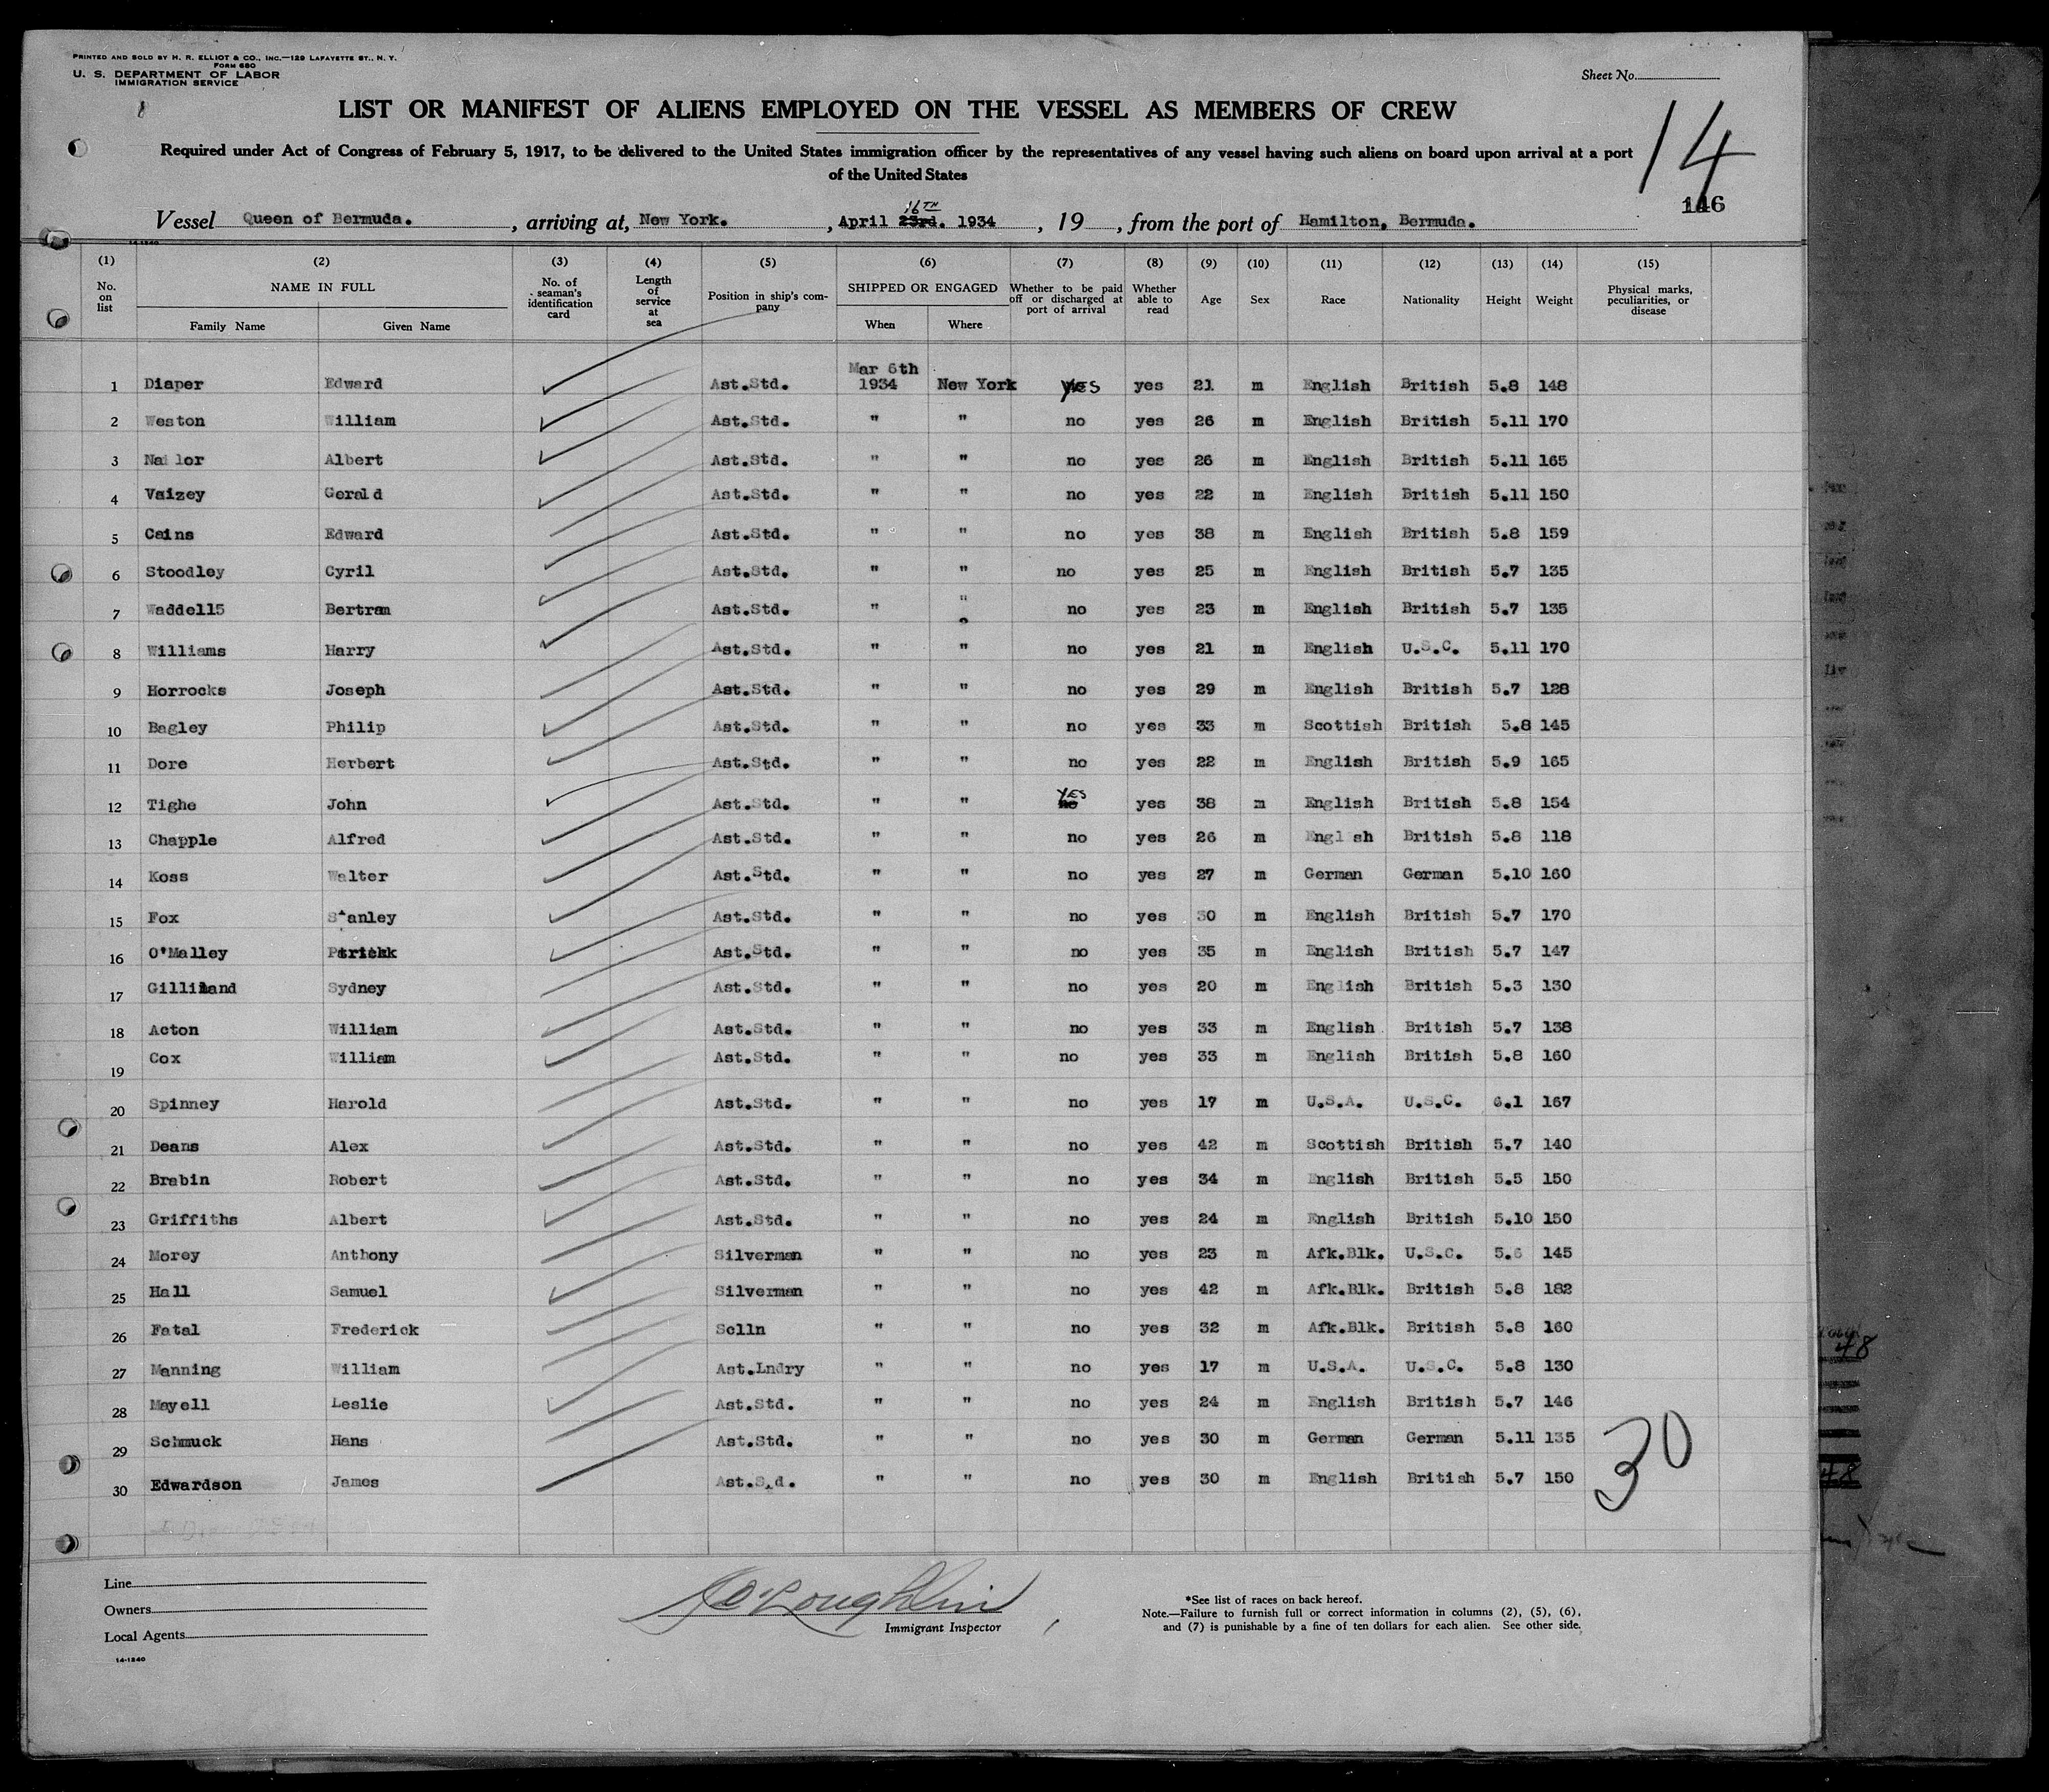 PRINTED AND SOLD BY H. R. ELLIOT & CO., INC.—129 LAFAYETTE ST., N. Y.
FORM 680
U. S. DEPARTMENT OF LABOR
IMMIGRATION SERVICE
Sheet No.
LIST OR MANIFEST OF ALIENS EMPLOYED ON THE VESSEL AS MEMBERS OF CREW
14
Required under Act of Congress of February 5, 1917, to be delivered to the United States immigration officer by the representatives of any vessel having such aliens on board upon arrival at a port
of the United States
146
Vessel Queen of Bermuda. , arriving at, New York. , April 23rd. 16TH 1934 , 19 , from the port of Hamilton, Bermuda.
14-1240
(1) (2) (3) (4) (5) (6) (7) (8) (9) (10) (11) (12) (13) (14) (15)
No. on list NAME IN FULL Family Name Given Name No. of seaman's identification card Length of service at sea Position in ship's company SHIPPED OR ENGAGED When Where Whether to be paid off or discharged at port of arrival Whether able to read Age Sex Race Nationality Height Weight Physical marks, peculiarities, or disease
1 Diaper Edward Ast.Std. Mar 6th 1934 New York YES yes 21 m English British 5.8 148
2 Weston William Ast.Std. " " no yes 26 m English British 5.11 170
3 Nailor Albert Ast.Std. " " no yes 26 m English British 5.11 165
4 Vaizey Gerald Ast.Std. " " no yes 22 m English British 5.11 150
5 Cains Edward Ast.Std. " " no yes 38 m English British 5.8 159
6 Stoodley Cyril Ast.Std. " " no yes 25 m English British 5.7 135
7 Waddell5 Bertram Ast.Std. " " no yes 23 m English British 5.7 135
8 Williams Harry Ast.Std. " " no yes 21 m English U.S.C. 5.11 170
9 Horrocks Joseph Ast.Std. " " no yes 29 m English British 5.7 128
10 Bagley Philip Ast.Std. " " no yes 33 m Scottish British 5.8 145
11 Dore Herbert Ast.Std. " " no yes 22 m English British 5.9 165
12 Tighe John Ast.Std. " " no YES yes 38 m English British 5.8 154
13 Chapple Alfred Ast.Std. " " no yes 26 m Engl sh British 5.8 118
14 Koss Walter Ast.Std. " " no yes 27 m German German 5.10 160
15 Fox Stanley Ast.Std. " " no yes 30 m English British 5.7 170
16 O'Malley Patrick Ast.Std. " " no yes 35 m English British 5.7 147
17 Gilliland Sydney Ast.Std. " " no yes 20 m English British 5.3 130
18 Acton William Ast.Std. " " no yes 33 m English British 5.7 138
19 Cox William Ast.Std. " " no yes 33 m English British 5.8 160
20 Spinney Harold Ast.Std. " " no yes 17 m U.S.A. U.S.C. 6.1 167
21 Deans Alex Ast.Std. " " no yes 42 m Scottish British 5.7 140
22 Brabin Robert Ast.Std. " " no yes 34 m English British 5.5 150
23 Griffiths Albert Ast.Std. " " no yes 24 m English British 5.10 150
24 Morey Anthony Silverman " " no yes 23 m Afk.Blk. U.S.C. 5.6 145
25 Hall Samuel Silverman " " no yes 42 m Afk.Blk. British 5.8 182
26 Fatal Frederick Sclln " " no yes 32 m Afk.Blk. British 5.8 160
27 Manning William Ast.Lndry " " no yes 17 m U.S.A. U.S.C. 5.8 130
28 Mayell Leslie Ast.Std. " " no yes 24 m English British 5.7 146
29 Schmuck Hans Ast.Std. " " no yes 30 m German German 5.11 135
30 Edwardson James Ast.S.d. " " no yes 30 m English British 5.7 150
30
Line
Owners
Local Agents
14-1240
O'Loughlin
Immigrant Inspector
*See list of races on back hereof.
Note.—Failure to furnish full or correct information in columns (2), (5), (6),
and (7) is punishable by a fine of ten dollars for each alien. See other side.
48
48